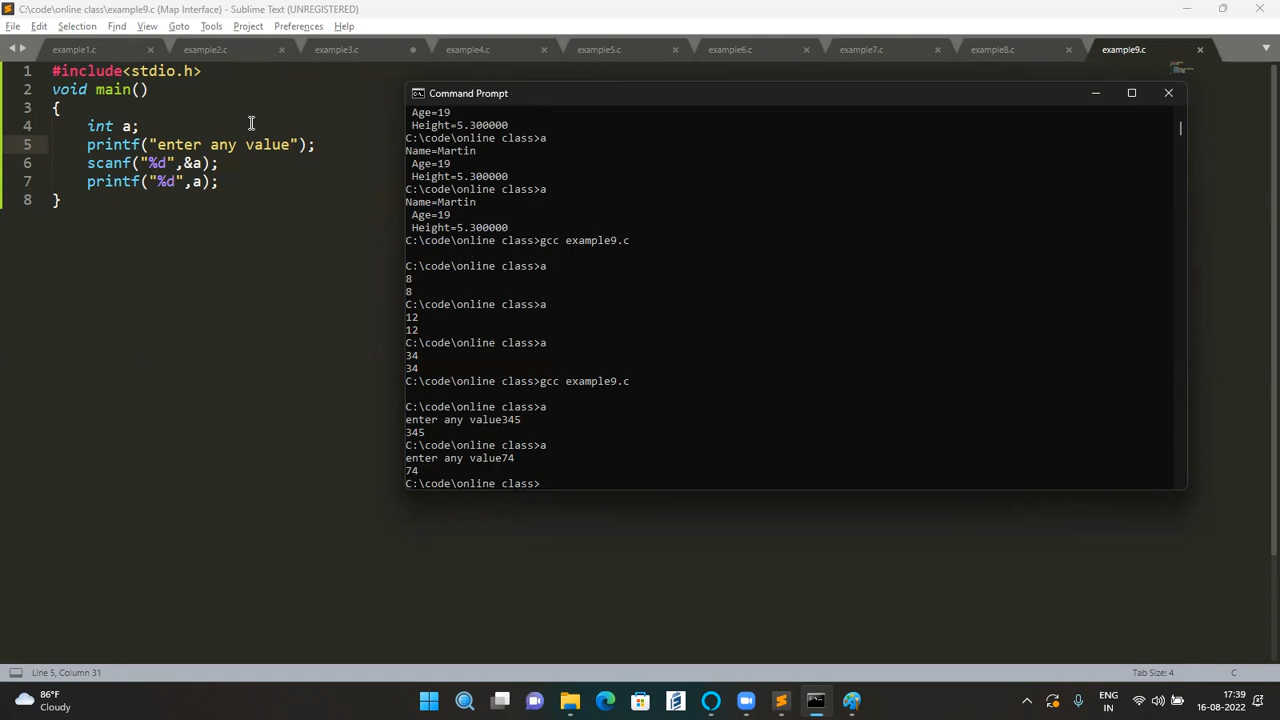 C:\code\online class\example9.c (Map Interface) - Sublime Text (UNREGISTERED)
File Edit Selection Find View Goto Tools Project Preferences Help
example1.c example2.c example3.c example4.c example5.c example6.c example7.c example8.c example9.c
1 #include<stdio.h>
2 void main()
3 {
4 int a;
5 printf("enter any value");
6 scanf("%d",&a);
7 printf("%d",a);
8 }
Command Prompt
Age=19
Height=5.300000
C:\code\online class>a
Name=Martin
Age=19
Height=5.300000
C:\code\online class>a
Name=Martin
Age=19
Height=5.300000
C:\code\online class>gcc example9.c
C:\code\online class>a
8
8
C:\code\online class>a
12
12
C:\code\online class>a
34
34
C:\code\online class>gcc example9.c
C:\code\online class>a
enter any value345
345
C:\code\online class>a
enter any value74
74
C:\code\online class>
Line 5, Column 31
Tab Size: 4
C
86°F
Cloudy
ENG
IN
17:39
16-08-2022